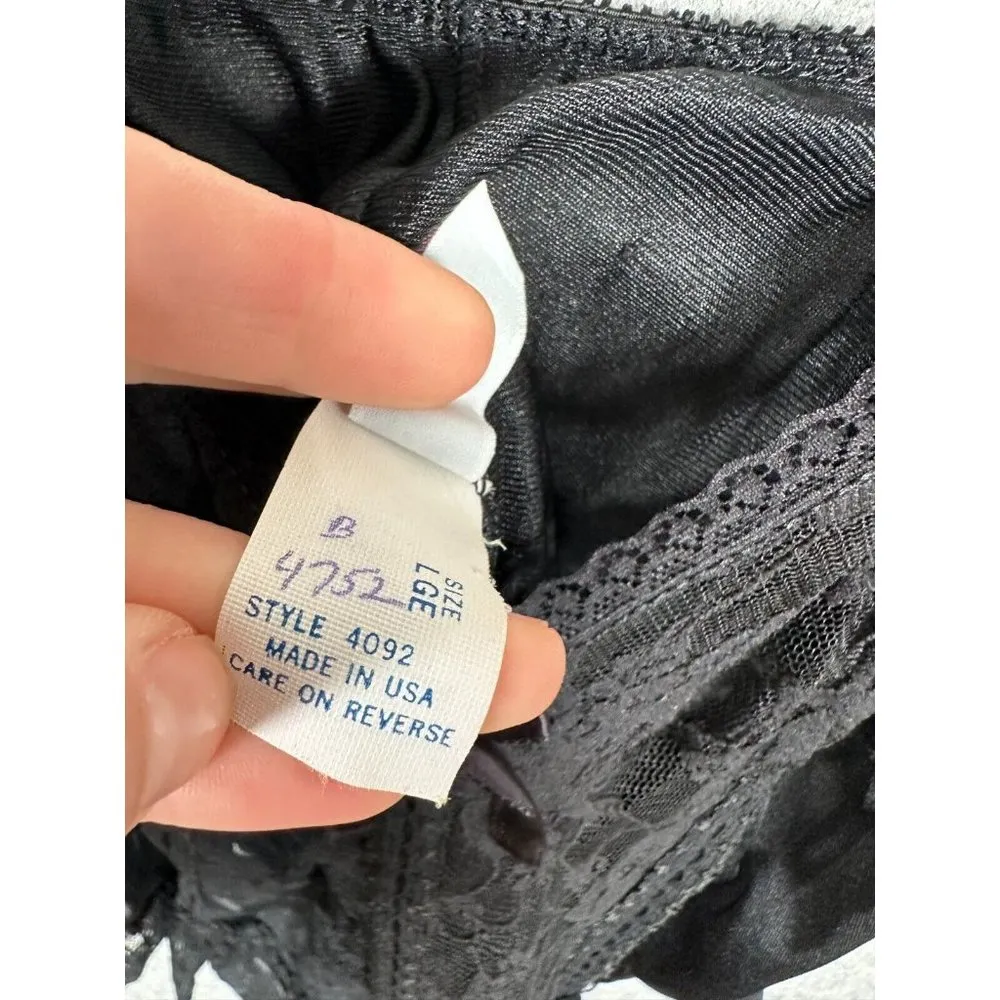 B
4752
SIZE
LGE
STYLE 4092
MADE IN USA
CARE ON REVERSE